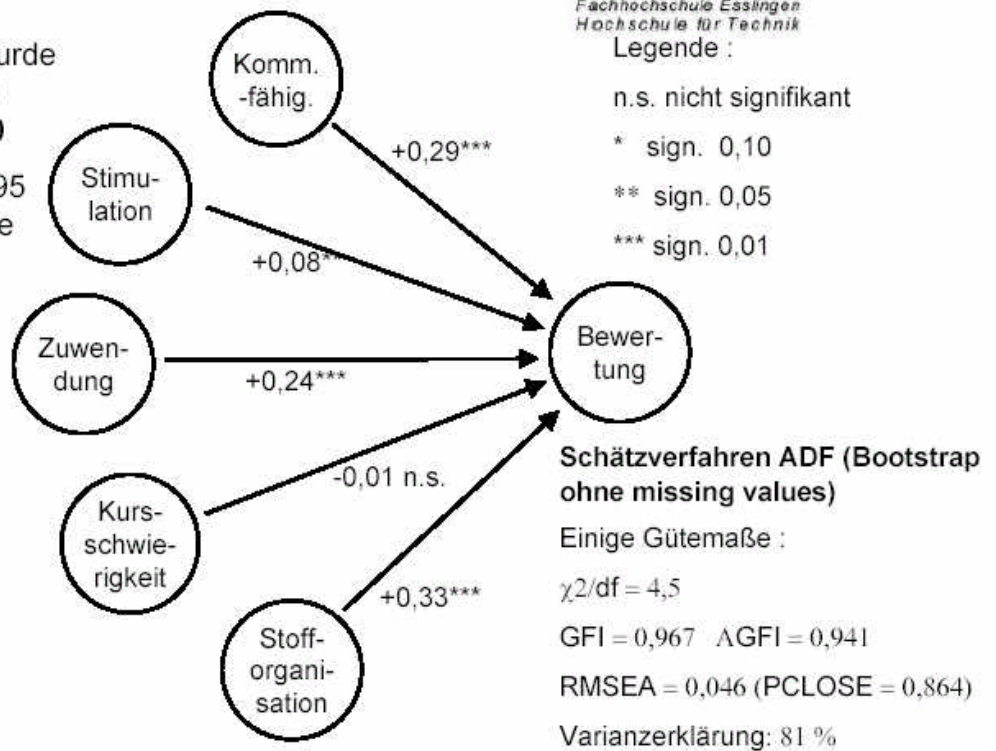 Fachhochschule Esslingen
Hochschule für Technik
Legende :
n.s. nicht signifikant
* sign. 0,10
** sign. 0,05
*** sign. 0,01
95
Komm.
-fähig.
+0,29***
Stimu-
lation
+0,08**
Zuwen-
dung
+0,24***
Bewer-
tung
Kurs-
schwie-
rigkeit
-0,01 n.s.
Stoff-
organi-
sation
+0,33***
Schätzverfahren ADF (Bootstrap
ohne missing values)
Einige Gütemaße :
χ2/df = 4,5
GFI = 0,967 AGFI = 0,941
RMSEA = 0,046 (PCLOSE = 0,864)
Varianzerklärung: 81 %